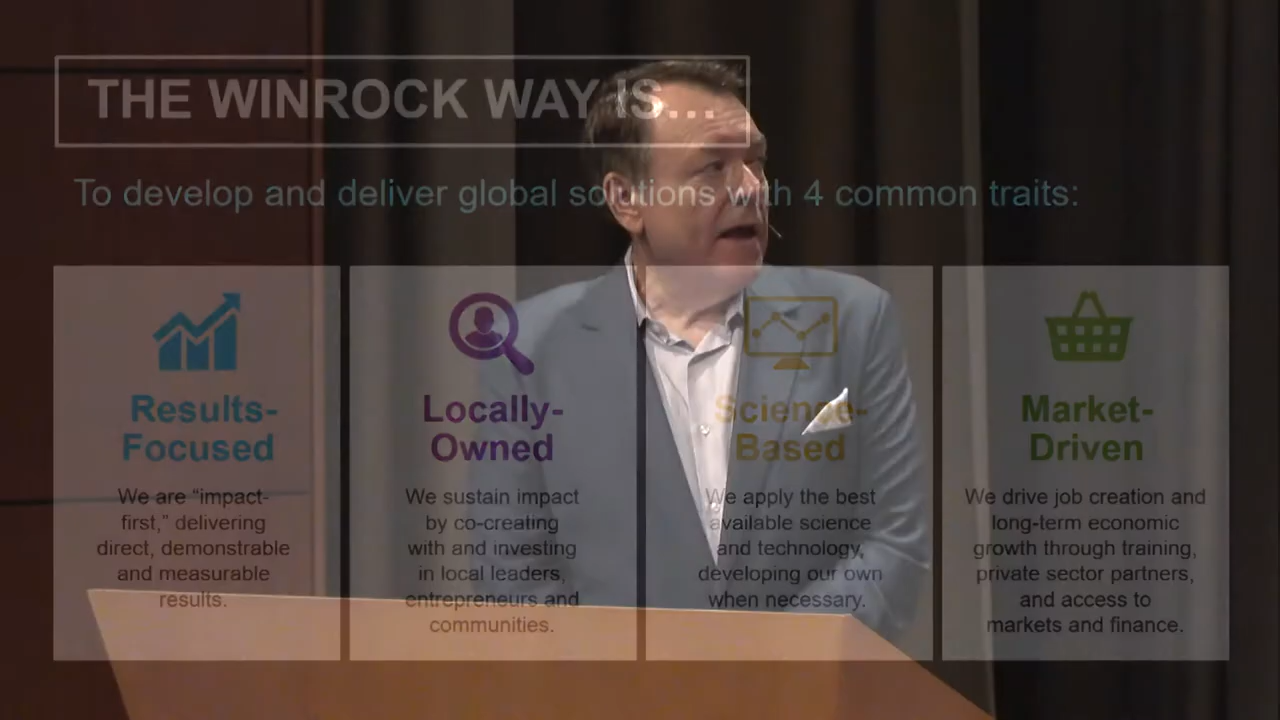 THE WINROCK WAY IS...
To develop and deliver global solutions with 4 common traits:
Results-
Focused
We are “impact-
first,” delivering
direct, demonstrable
and measurable
results.
Locally-
Owned
We sustain impact
by co-creating
with and investing
in local leaders,
entrepreneurs and
communities.
Science-
Based
We apply the best
available science
and technology,
developing our own
when necessary.
Market-
Driven
We drive job creation and
long-term economic
growth through training,
private sector partners,
and access to
markets and finance.